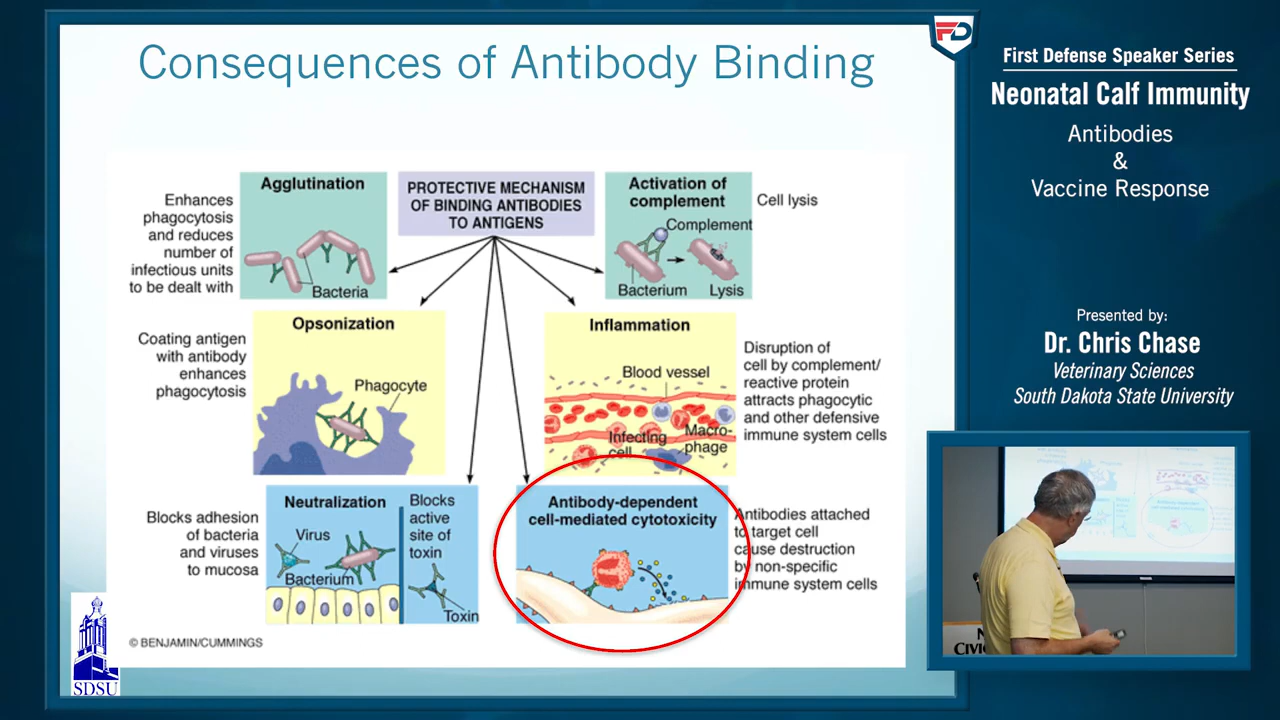 Consequences of Antibody Binding
Agglutination
Enhances
phagocytosis
and reduces
number of
infectious units
to be dealt with
Bacteria
PROTECTIVE MECHANISM
OF BINDING ANTIBODIES
TO ANTIGENS
Activation of
complement
Complement
Bacterium
Lysis
Cell lysis
Opsonization
Coating antigen
with antibody
enhances
phagocytosis
Phagocyte
Inflammation
Blood vessel
Infecting
cell
Macro-
phage
Disruption of
cell by complement/
reactive protein
attracts phagocytic
and other defensive
immune system cells
Neutralization
Blocks adhesion
of bacteria
and viruses
to mucosa
Virus
Bacterium
Blocks
active
site of
toxin
Toxin
Antibody-dependent
cell-mediated cytotoxicity
Antibodies attached
to target cell
cause destruction
by non-specific
immune system cells
© BENJAMIN/CUMMINGS
SDSU
FD
First Defense Speaker Series
Neonatal Calf Immunity
Antibodies
&
Vaccine Response
Presented by:
Dr. Chris Chase
Veterinary Sciences
South Dakota State University